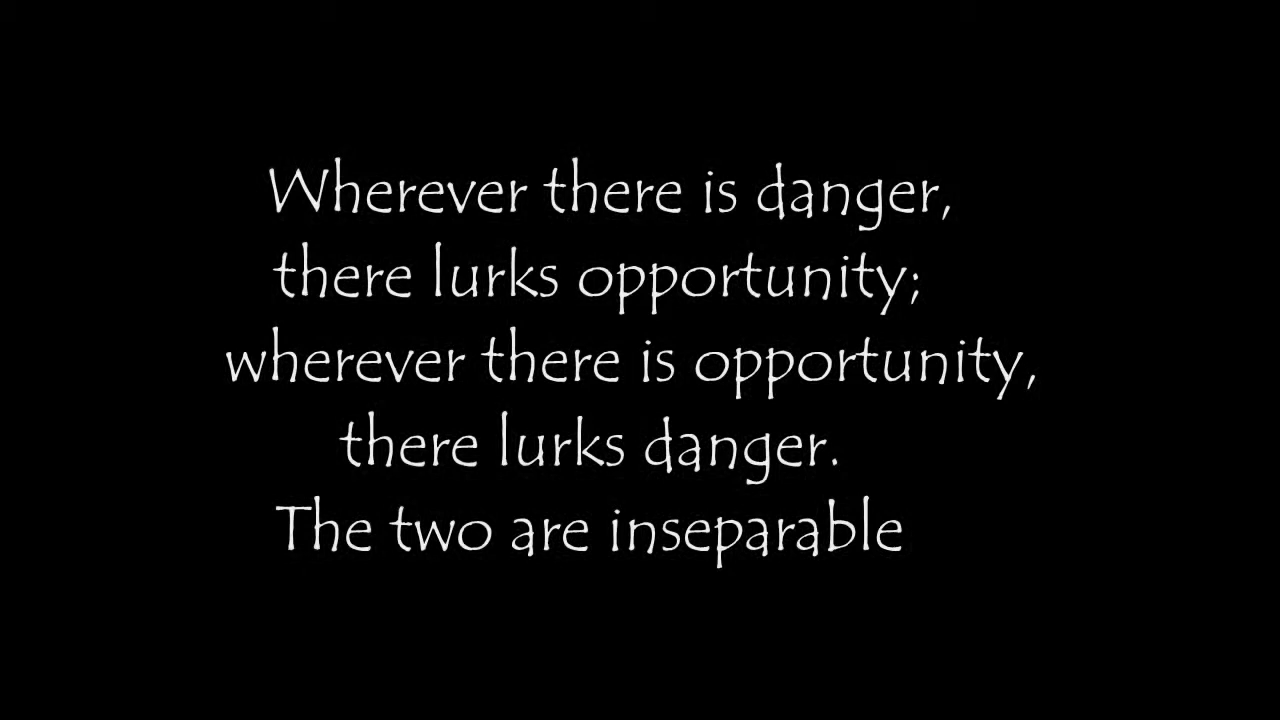 Wherever there is danger,
there lurks opportunity;
wherever there is opportunity,
there lurks danger.
The two are inseparable